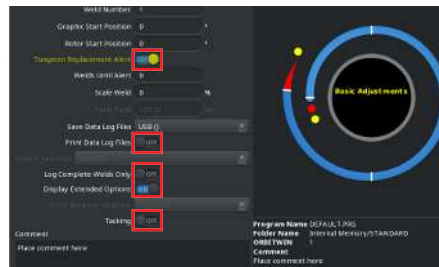 Weld Number 1
Graphic Start Position 0 °
Rotor Start Position 0 °
Tungsten Replacement Alert
Welds Until Alert 0
Scale Weld 0 %
Save Data Log Files USB ()
Print Data Log Files OFF
Log Complete Welds Only OFF
Display Extended Options
Tacking OFF
Comment
Place comment here
Basic Adjustments
Program Name DEFAULT.PRG
Folder Name Internal Memory/STANDARD
ORBITWIN 1
Comment
Place comment here